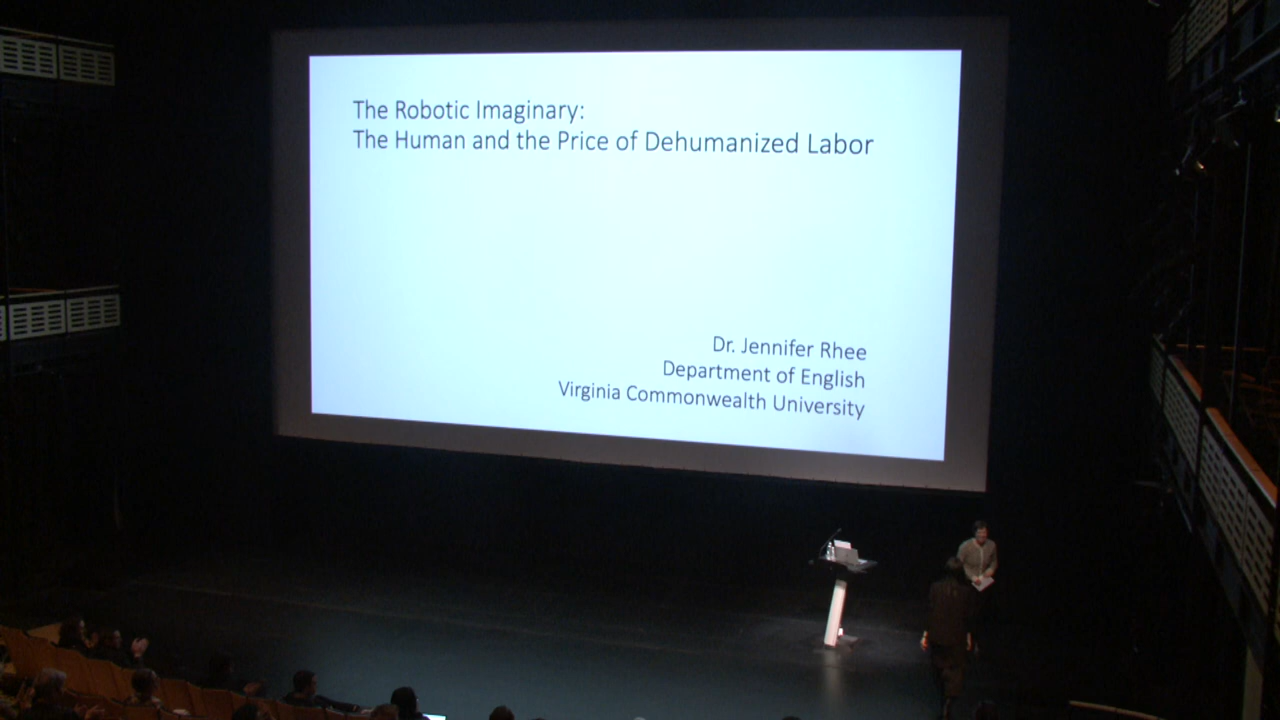 The Robotic Imaginary:
The Human and the Price of Dehumanized Labor
Dr. Jennifer Rhee
Department of English
Virginia Commonwealth University